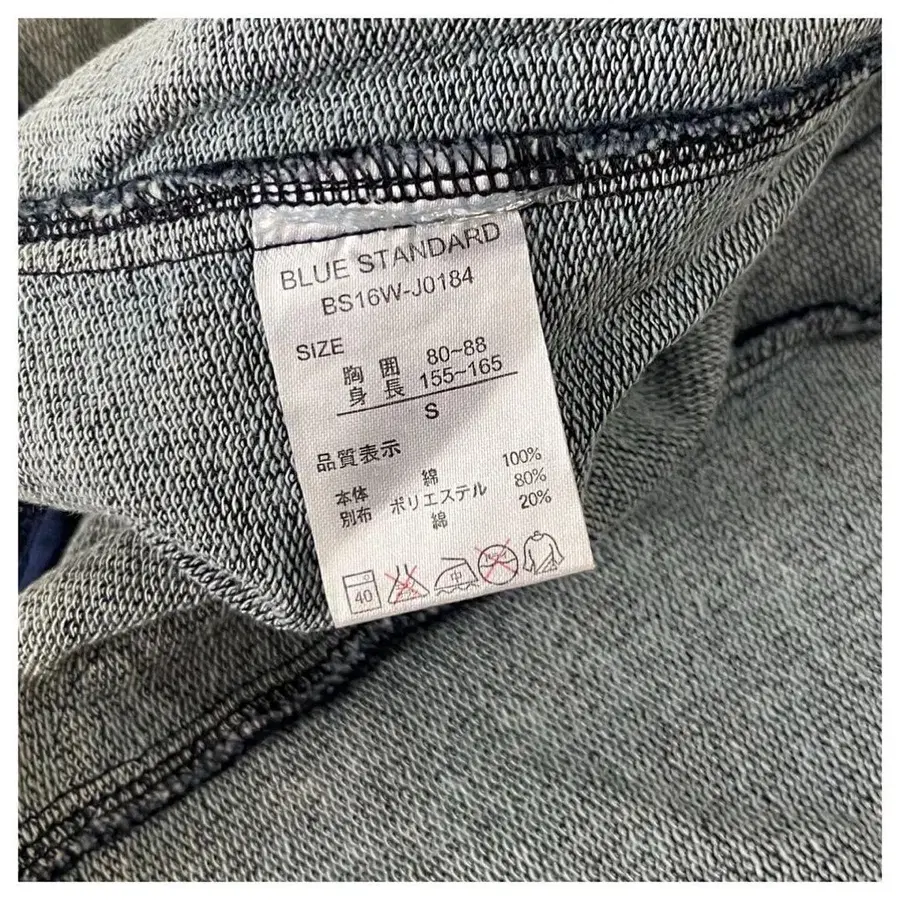 BLUE STANDARD
BS16W-J0184
SIZE
胸 囲 80~88
身 長 155~165
S
品質表示
本体 綿 100%
別布 ポリエステル 80%
綿 20%
40 中